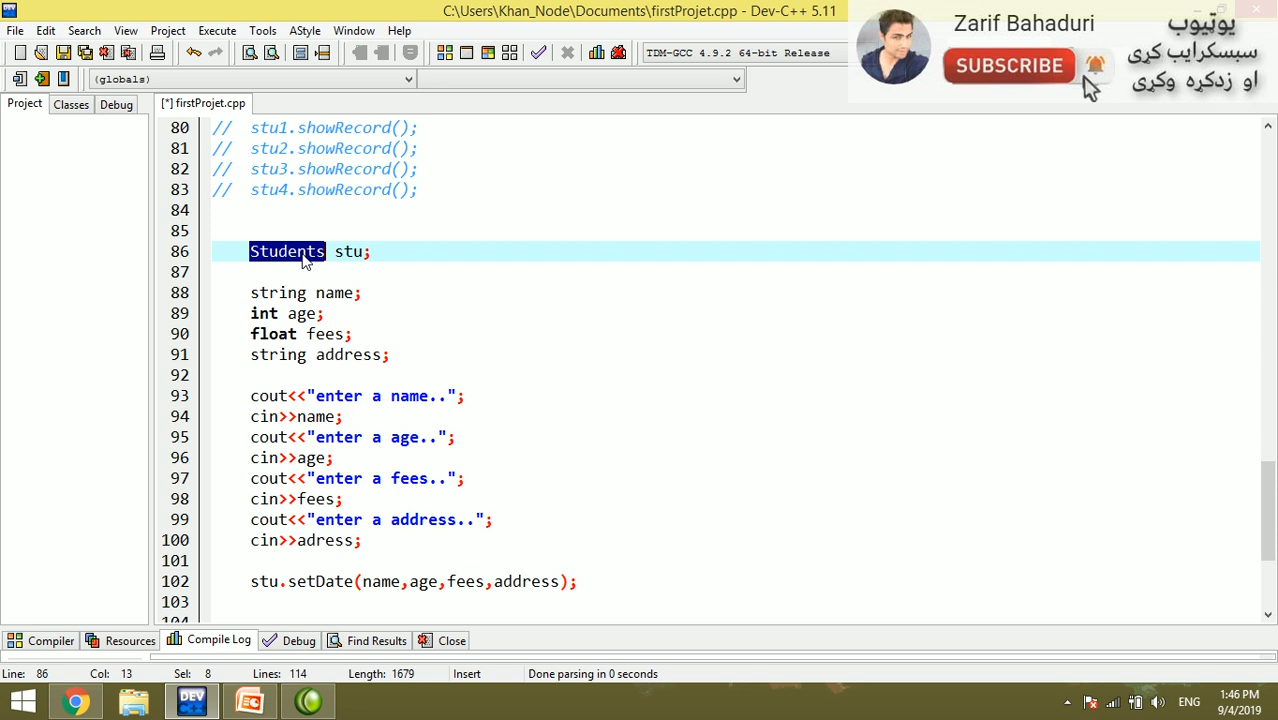 C:\Users\Khan_Node\Documents\firstProjet.cpp - Dev-C++ 5.11
File Edit Search View Project Execute Tools AStyle Window Help
Zarif Bahaduri
SUBSCRIBE
یوټیوب
سبسکرایب کړی
او زدکړه وکړی
TDM-GCC 4.9.2 64-bit Release
(globals)
Project Classes Debug
[*] firstProjet.cpp
80 // stu1.showRecord();
81 // stu2.showRecord();
82 // stu3.showRecord();
83 // stu4.showRecord();
84
85
86 Students stu;
87
88 string name;
89 int age;
90 float fees;
91 string address;
92
93 cout<<"enter a name..";
94 cin>>name;
95 cout<<"enter a age..";
96 cin>>age;
97 cout<<"enter a fees..";
98 cin>>fees;
99 cout<<"enter a address..";
100 cin>>adress;
101
102 stu.setDate(name,age,fees,address);
103
104
Compiler Resources Compile Log Debug Find Results Close
Line: 86 Col: 13 Sel: 8 Lines: 114 Length: 1679 Insert Done parsing in 0 seconds
DEV
ENG
1:46 PM
9/4/2019